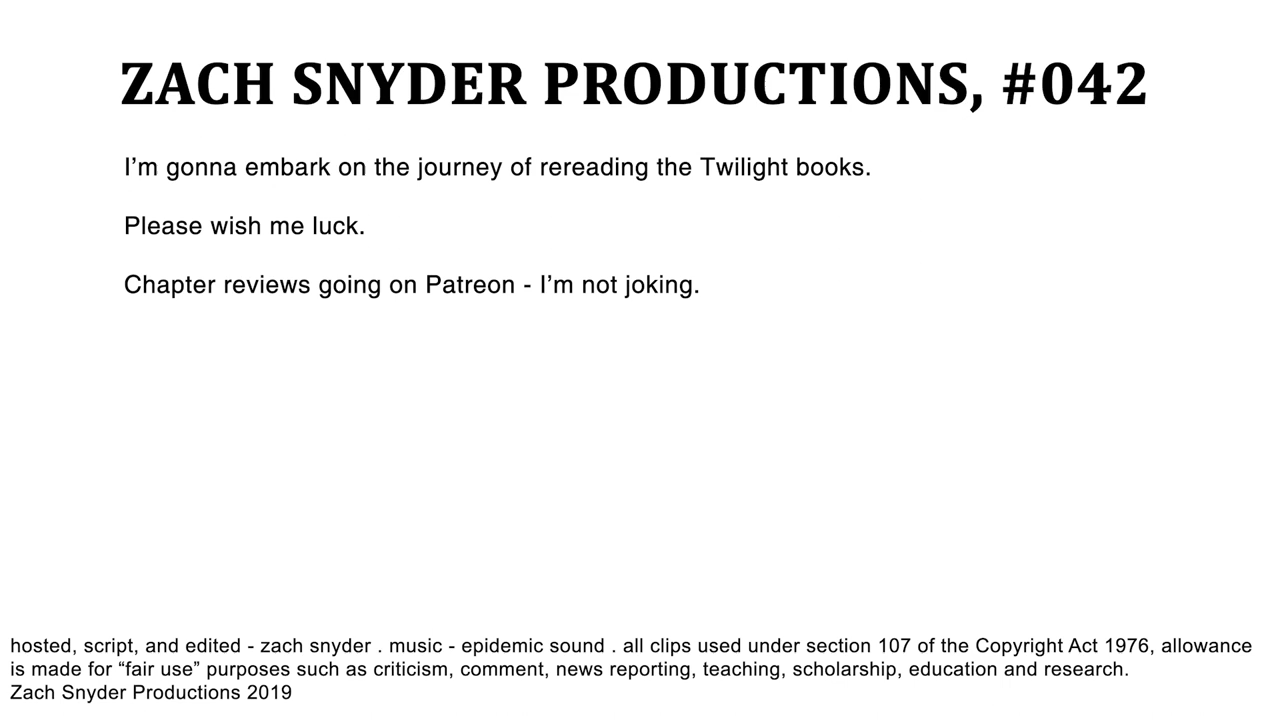 ZACH SNYDER PRODUCTIONS, #042
I’m gonna embark on the journey of rereading the Twilight books.
Please wish me luck.
Chapter reviews going on Patreon - I’m not joking.
hosted, script, and edited - zach snyder . music - epidemic sound . all clips used under section 107 of the Copyright Act 1976, allowance
is made for “fair use” purposes such as criticism, comment, news reporting, teaching, scholarship, education and research.
Zach Snyder Productions 2019